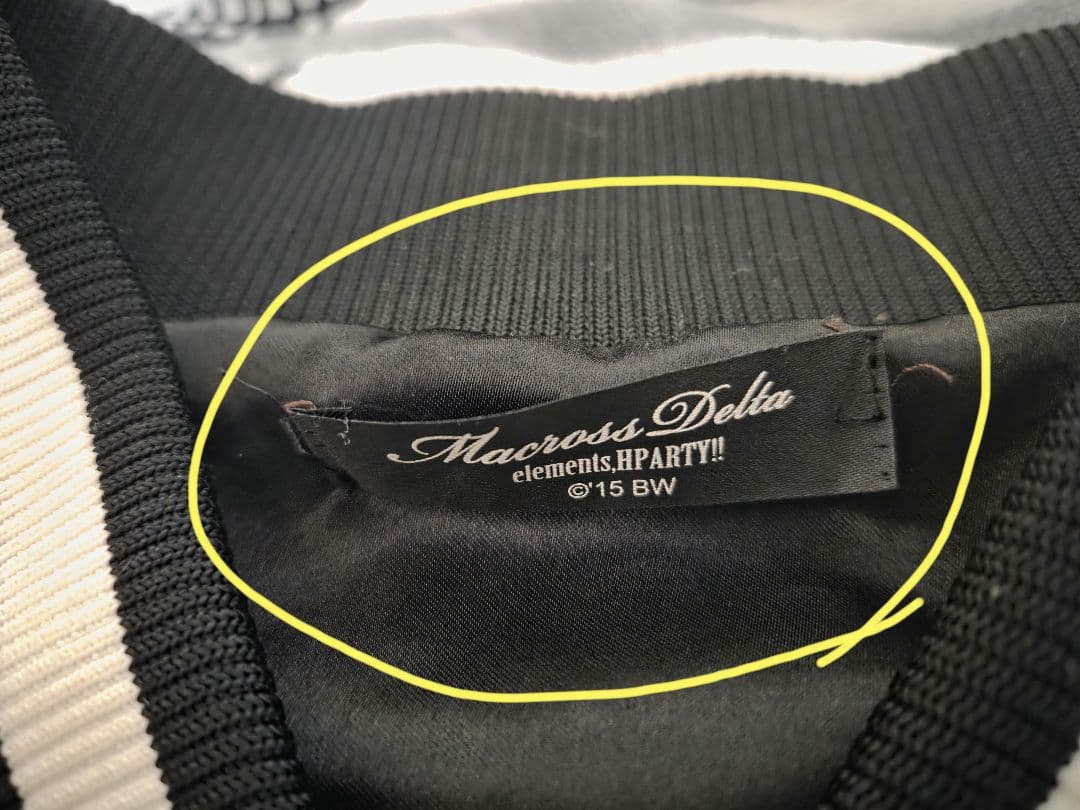 Macross Delta
elements,HPARTY!!
©'15 BW